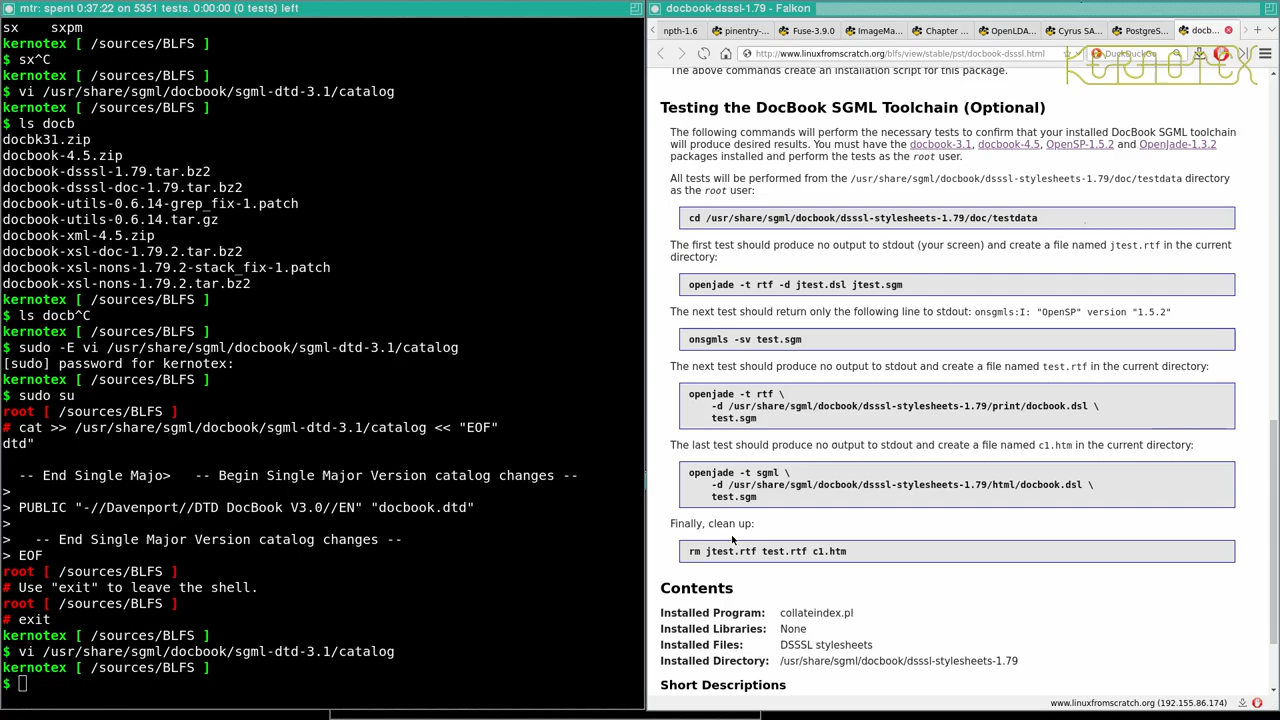 mtr: spent 0:37:22 on 5351 tests. 0:00:00 (0 tests) left
sx    sxpm
kernotex [ /sources/BLFS ]
$ sx^C
kernotex [ /sources/BLFS ]
$ vi /usr/share/sgml/docbook/sgml-dtd-3.1/catalog
kernotex [ /sources/BLFS ]
$ ls docb
docbk31.zip
docbook-4.5.zip
docbook-dsssl-1.79.tar.bz2
docbook-dsssl-doc-1.79.tar.bz2
docbook-utils-0.6.14-grep_fix-1.patch
docbook-utils-0.6.14.tar.gz
docbook-xml-4.5.zip
docbook-xsl-doc-1.79.2.tar.bz2
docbook-xsl-nons-1.79.2-stack_fix-1.patch
docbook-xsl-nons-1.79.2.tar.bz2
kernotex [ /sources/BLFS ]
$ ls docb^C
kernotex [ /sources/BLFS ]
$ sudo -E vi /usr/share/sgml/docbook/sgml-dtd-3.1/catalog
[sudo] password for kernotex:
kernotex [ /sources/BLFS ]
$ sudo su
root [ /sources/BLFS ]
# cat >> /usr/share/sgml/docbook/sgml-dtd-3.1/catalog << "EOF"
dtd"
  -- End Single Majo>   -- Begin Single Major Version catalog changes --
>
> PUBLIC "-//Davenport//DTD DocBook V3.0//EN" "docbook.dtd"
>
>   -- End Single Major Version catalog changes --
> EOF
root [ /sources/BLFS ]
# Use "exit" to leave the shell.
root [ /sources/BLFS ]
# exit
kernotex [ /sources/BLFS ]
$ vi /usr/share/sgml/docbook/sgml-dtd-3.1/catalog
kernotex [ /sources/BLFS ]
$
docbook-dsssl-1.79 - Falkon
npth-1.6 pinentry-... Fuse-3.9.0 ImageMa... Chapter ... OpenLDA... Cyrus SA... PostgreS... docb...
http://www.linuxfromscratch.org/blfs/view/stable/pst/docbook-dsssl.html DuckDuckGo
KERNOTEX
The above commands create an installation script for this package.
Testing the DocBook SGML Toolchain (Optional)
The following commands will perform the necessary tests to confirm that your installed DocBook SGML toolchain
will produce desired results. You must have the docbook-3.1, docbook-4.5, OpenSP-1.5.2 and OpenJade-1.3.2
packages installed and perform the tests as the root user.
All tests will be performed from the /usr/share/sgml/docbook/dsssl-stylesheets-1.79/doc/testdata directory
as the root user:
cd /usr/share/sgml/docbook/dsssl-stylesheets-1.79/doc/testdata
The first test should produce no output to stdout (your screen) and create a file named jtest.rtf in the current
directory:
openjade -t rtf -d jtest.dsl jtest.sgm
The next test should return only the following line to stdout: onsgmls:I: "OpenSP" version "1.5.2"
onsgmls -sv test.sgm
The next test should produce no output to stdout and create a file named test.rtf in the current directory:
openjade -t rtf \
    -d /usr/share/sgml/docbook/dsssl-stylesheets-1.79/print/docbook.dsl \
    test.sgm
The last test should produce no output to stdout and create a file named c1.htm in the current directory:
openjade -t sgml \
    -d /usr/share/sgml/docbook/dsssl-stylesheets-1.79/html/docbook.dsl \
    test.sgm
Finally, clean up:
rm jtest.rtf test.rtf c1.htm
Contents
Installed Program: collateindex.pl
Installed Libraries: None
Installed Files: DSSSL stylesheets
Installed Directory: /usr/share/sgml/docbook/dsssl-stylesheets-1.79
Short Descriptions
www.linuxfromscratch.org (192.155.86.174)